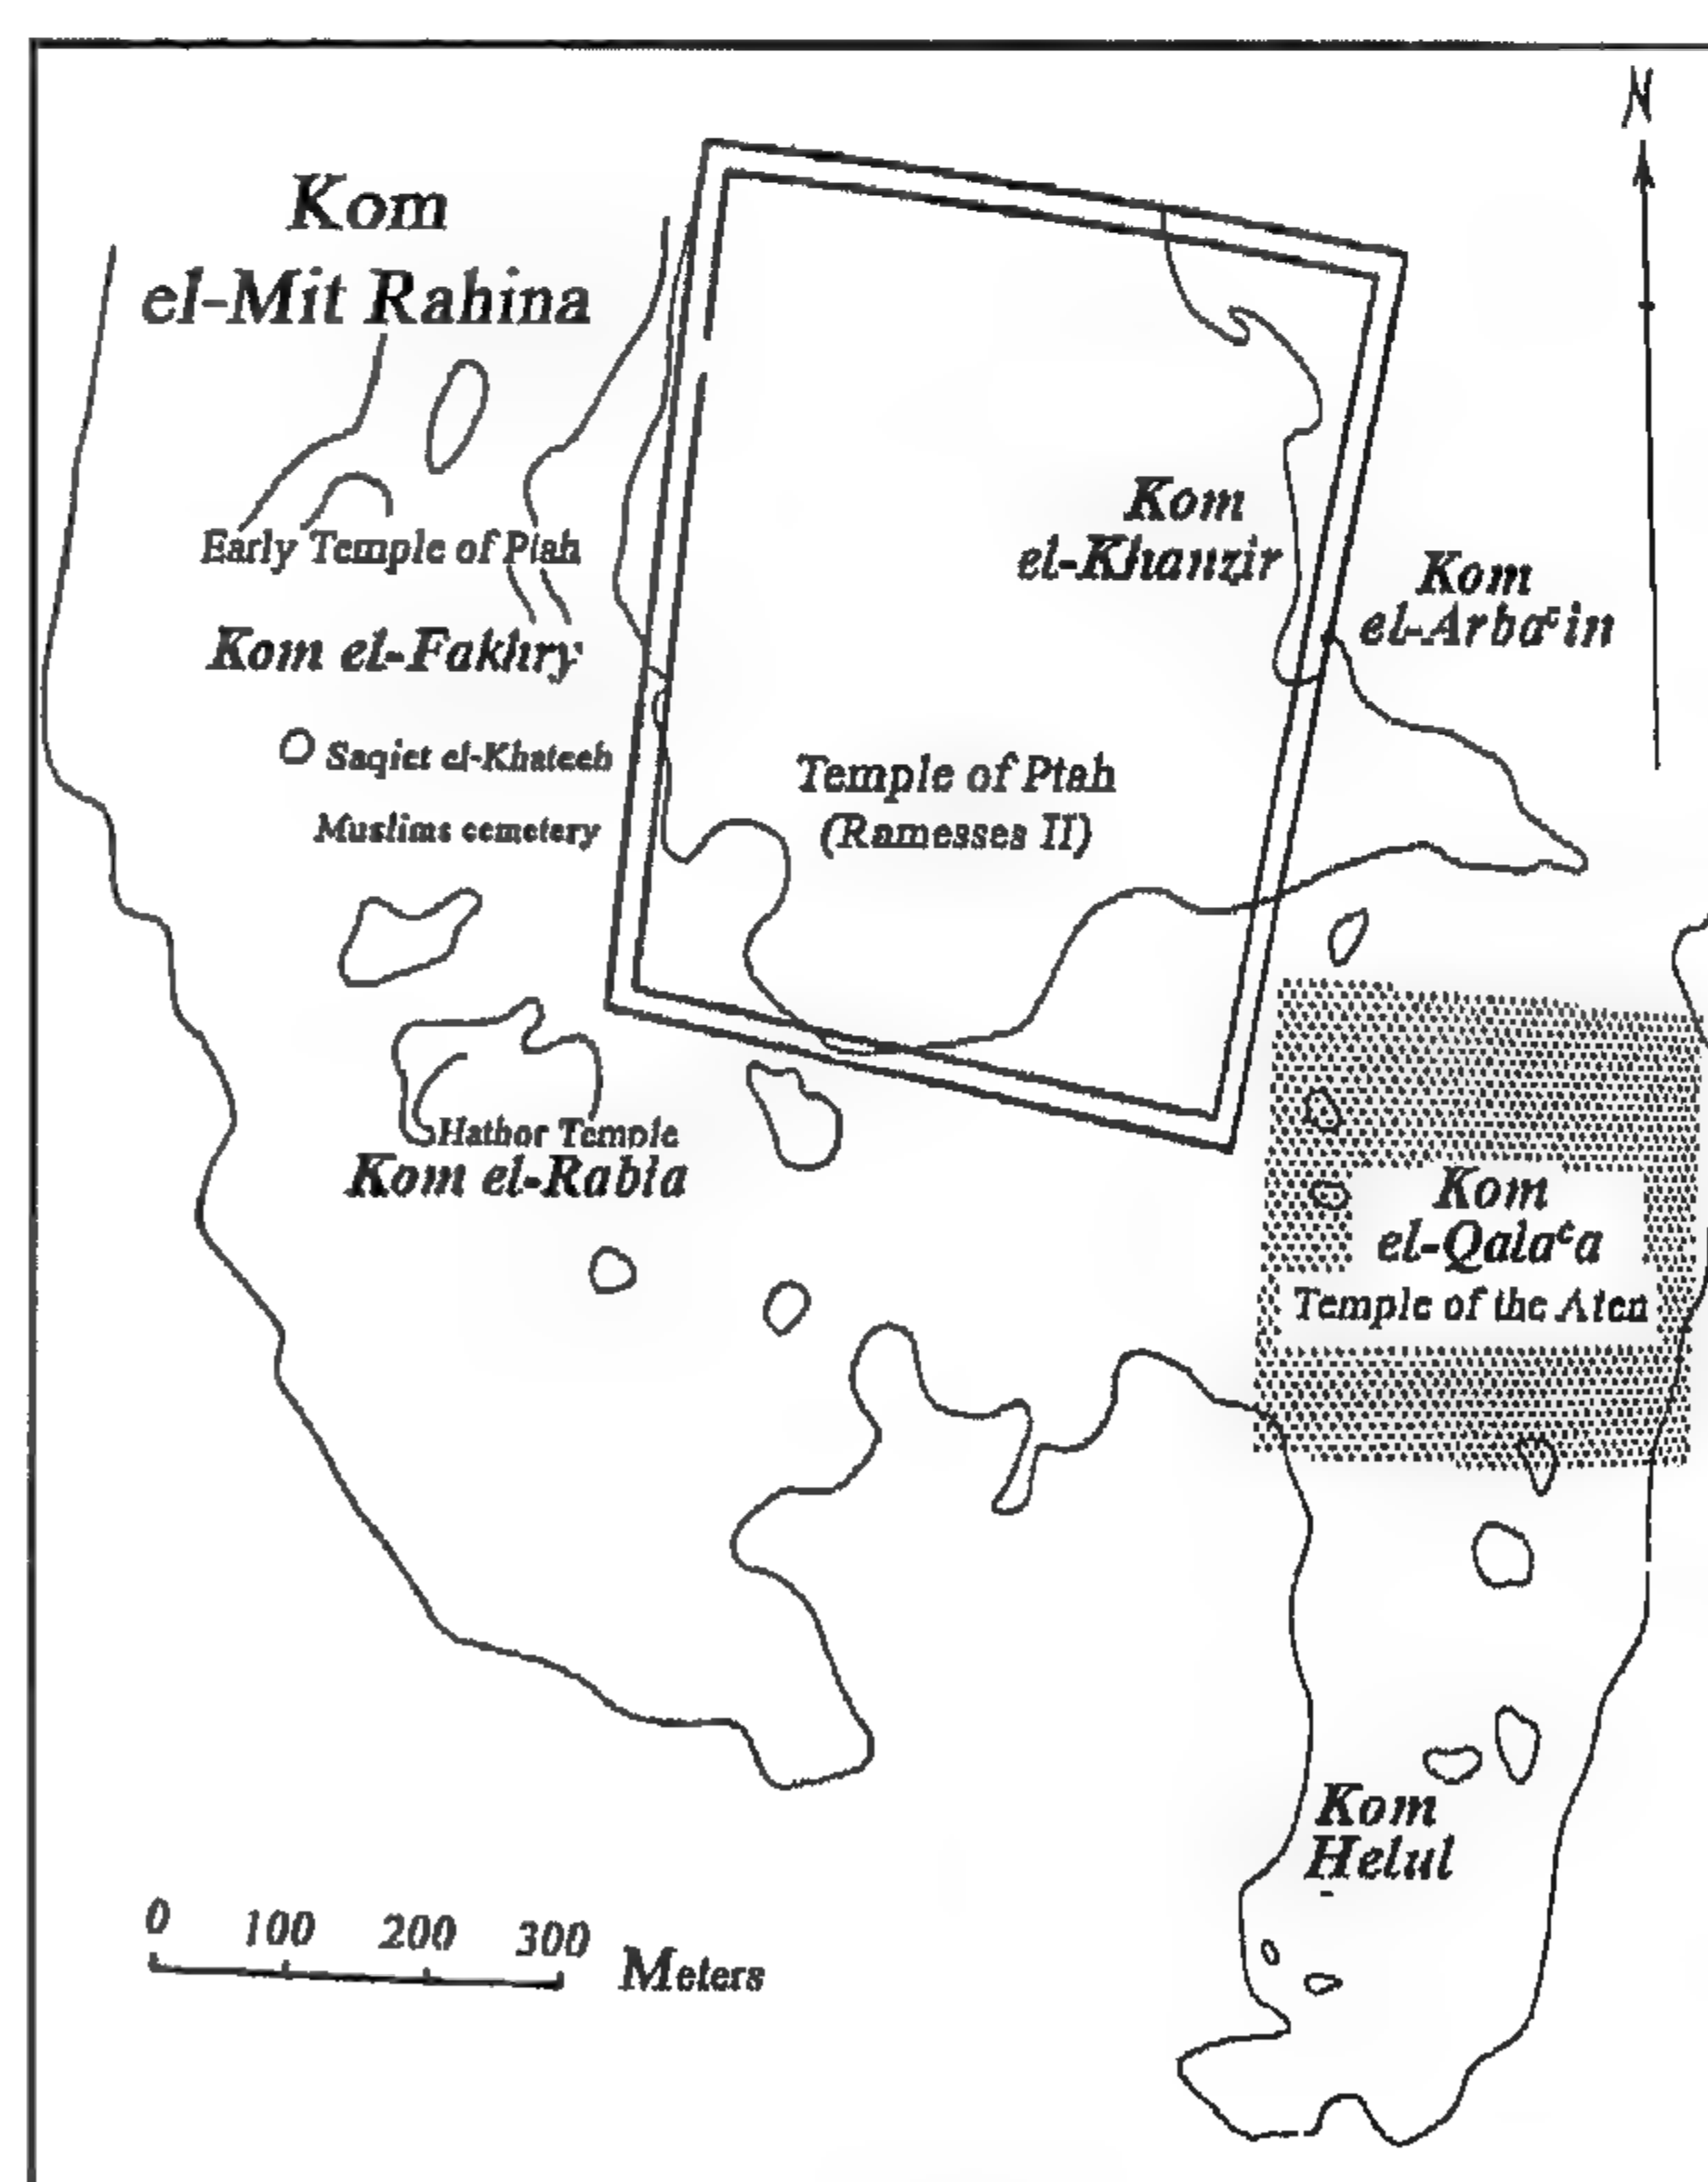 N
Kom
el-Mit Rahina
Kom
el-Khanzir
Early Temple of Ptah
Kom
el-Arbaʿin
Kom el-Fakhry
Saqiet el-Khateeb
Temple of Ptah
(Ramesses II)
Muslims cemetery
Hathor Temple
Kom el-Rabia
Kom
el-Qalaʿa
Temple of the Aten
Kom
Helul
0 100 200 300
Meters